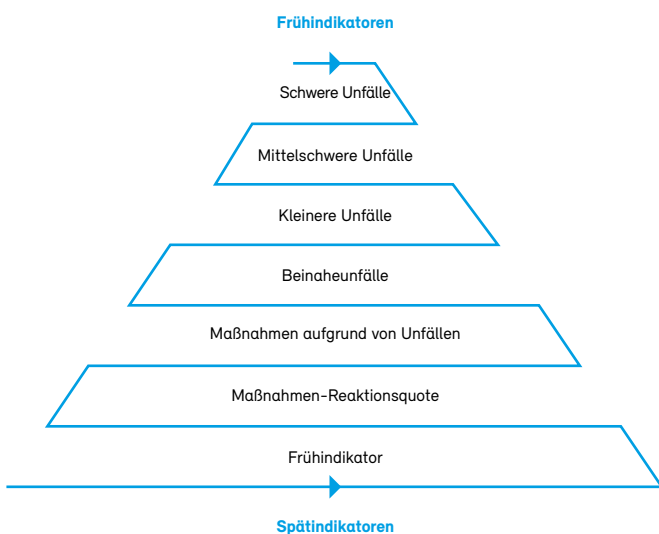 Frühindikatoren
Schwere Unfälle
Mittelschwere Unfälle
Kleinere Unfälle
Beinaheunfälle
Maßnahmen aufgrund von Unfällen
Maßnahmen-Reaktionsquote
Frühindikator
Spätindikatoren